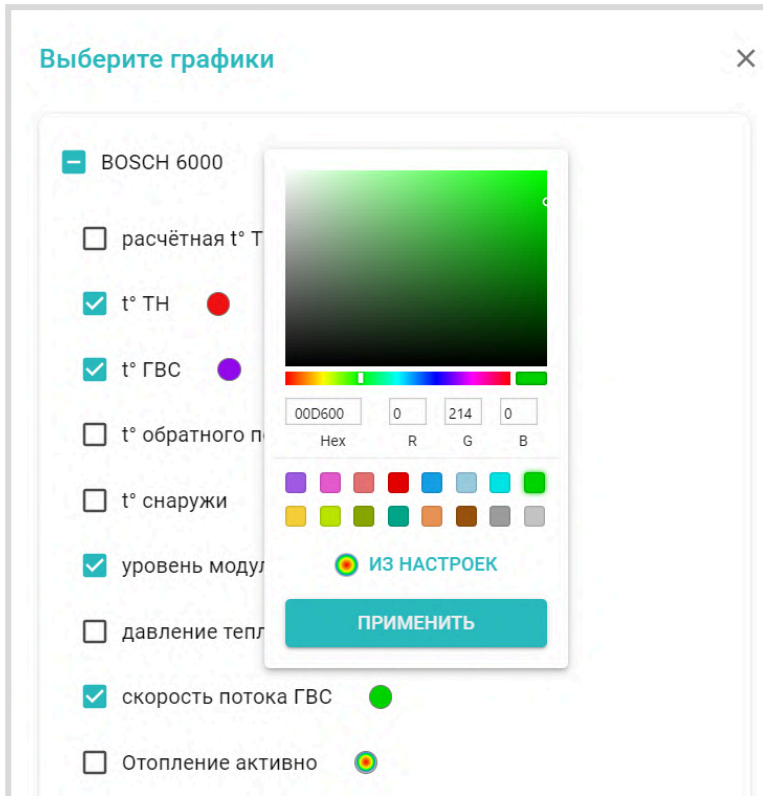 Выберите графики
BOSCH 6000
расчётная t° Т
t° ТН
t° ГВС
t° обратного п
t° снаружи
уровень модул
давление тепл
скорость потока ГВС
Отопление активно
00D600 0 214 0
Hex R G B
ИЗ НАСТРОЕК
ПРИМЕНИТЬ